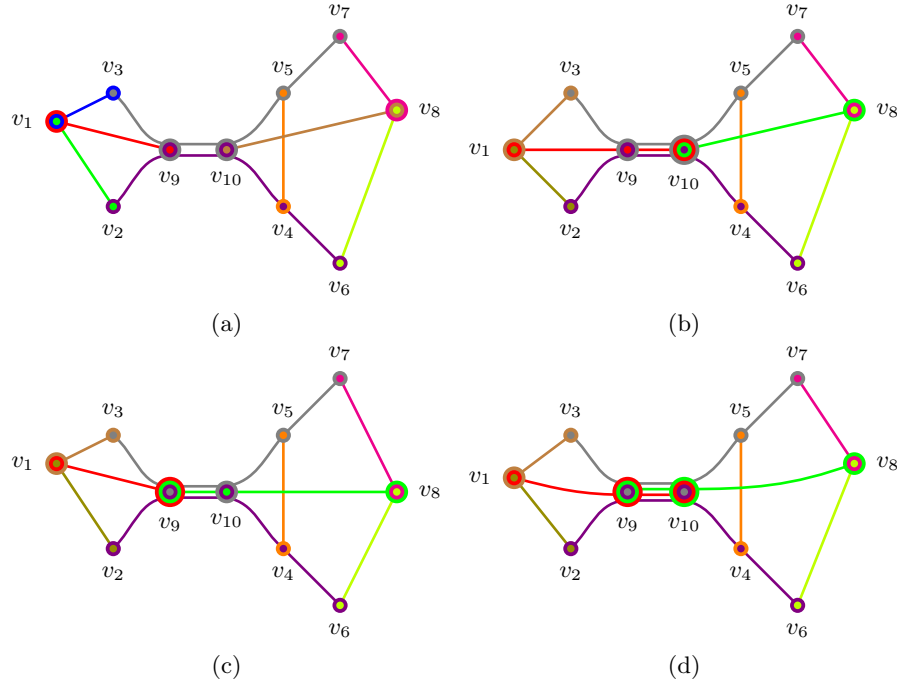 v7 v7
v3 v5 v3 v5
v1 v8 v1 v8
v9 v10 v9 v10
v2 v4 v2 v4
v6 v6
(a) (b)
v7 v7
v3 v5 v3 v5
v1 v8 v1 v8
v9 v10 v9 v10
v2 v4 v2 v4
v6 v6
(c) (d)